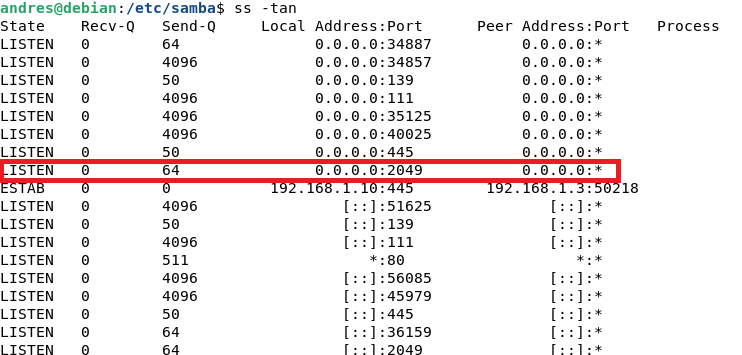 andres@debian:/etc/samba$ ss -tan
State Recv-Q Send-Q Local Address:Port Peer Address:Port Process
LISTEN 0 64 0.0.0.0:34887 0.0.0.0:*
LISTEN 0 4096 0.0.0.0:34857 0.0.0.0:*
LISTEN 0 50 0.0.0.0:139 0.0.0.0:*
LISTEN 0 4096 0.0.0.0:111 0.0.0.0:*
LISTEN 0 4096 0.0.0.0:35125 0.0.0.0:*
LISTEN 0 4096 0.0.0.0:40025 0.0.0.0:*
LISTEN 0 50 0.0.0.0:445 0.0.0.0:*
LISTEN 0 64 0.0.0.0:2049 0.0.0.0:*
ESTAB 0 0 192.168.1.10:445 192.168.1.3:50218
LISTEN 0 4096 [::]:51625 [::]:*
LISTEN 0 50 [::]:139 [::]:*
LISTEN 0 4096 [::]:111 [::]:*
LISTEN 0 511 *:80 *:*
LISTEN 0 4096 [::]:56085 [::]:*
LISTEN 0 4096 [::]:45979 [::]:*
LISTEN 0 50 [::]:445 [::]:*
LISTEN 0 64 [::]:36159 [::]:*
LISTEN 0 64 [::]:2049 [::]:*